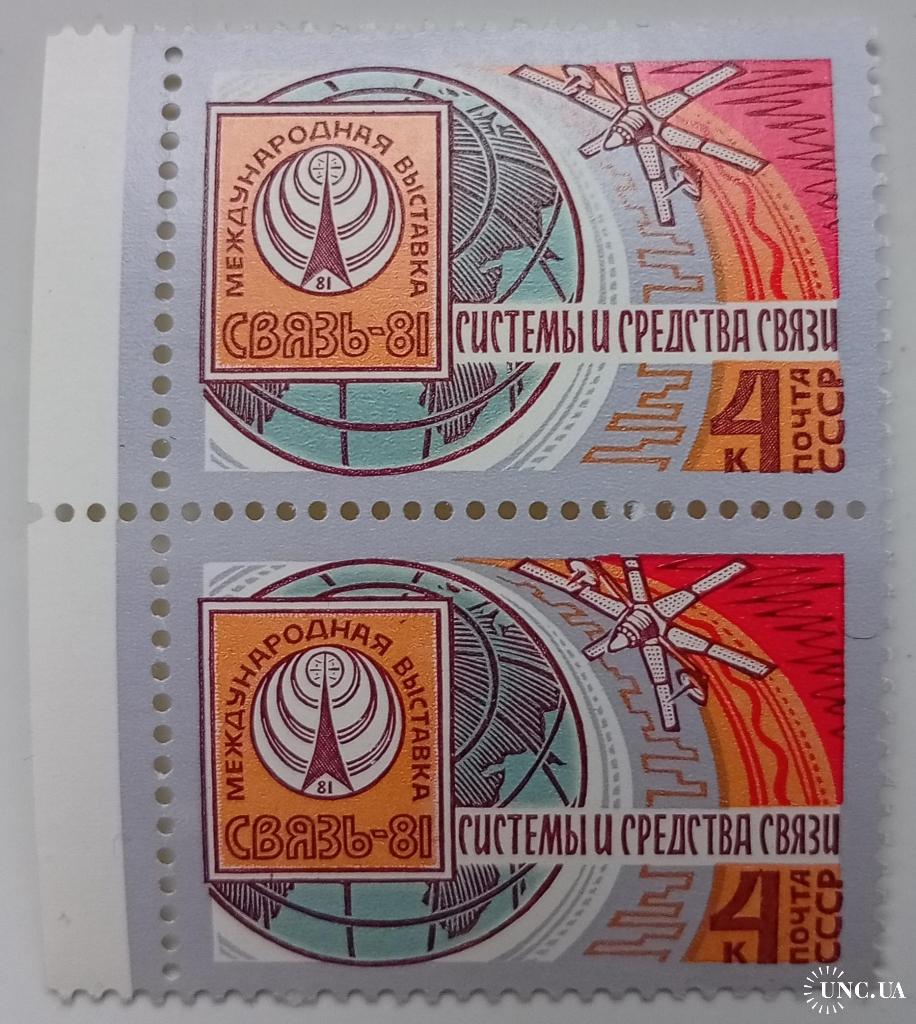 МЕЖДУНАРОДНАЯ ВЫСТАВКА
81
СВЯЗЬ-81
СИСТЕМЫ И СРЕДСТВА СВЯЗИ
4 К
ПОЧТА
СССР
МЕЖДУНАРОДНАЯ ВЫСТАВКА
81
СВЯЗЬ-81
СИСТЕМЫ И СРЕДСТВА СВЯЗИ
4 К
ПОЧТА
СССР
UNC.UA